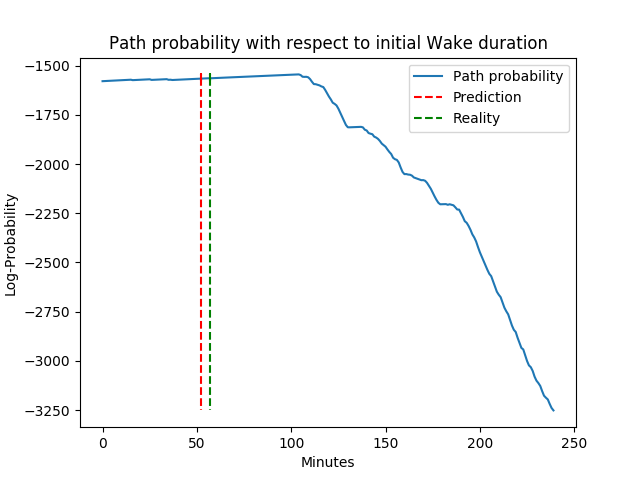 Path probability with respect to initial Wake duration
Path probability
Prediction
Reality
Log-Probability
−1500
−1750
−2000
−2250
−2500
−2750
−3000
−3250
0 50 100 150 200 250
Minutes